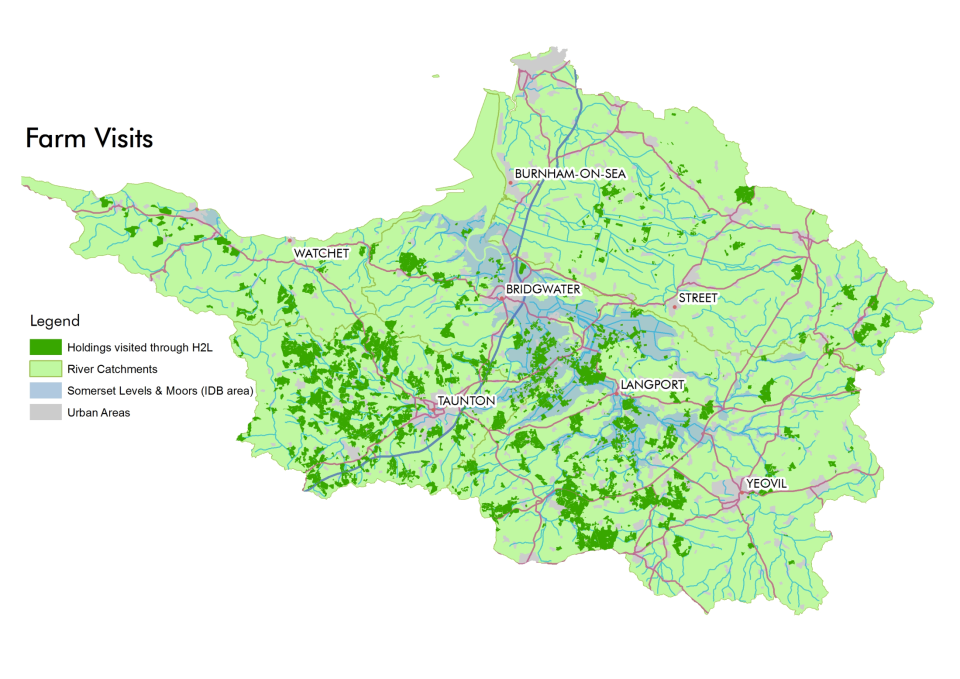 Farm Visits
BURNHAM-ON-SEA
WATCHET
BRIDGWATER
STREET
Legend
Holdings visited through H2L
River Catchments
Somerset Levels & Moors (IDB area)
Urban Areas
LANGPORT
TAUNTON
YEOVIL